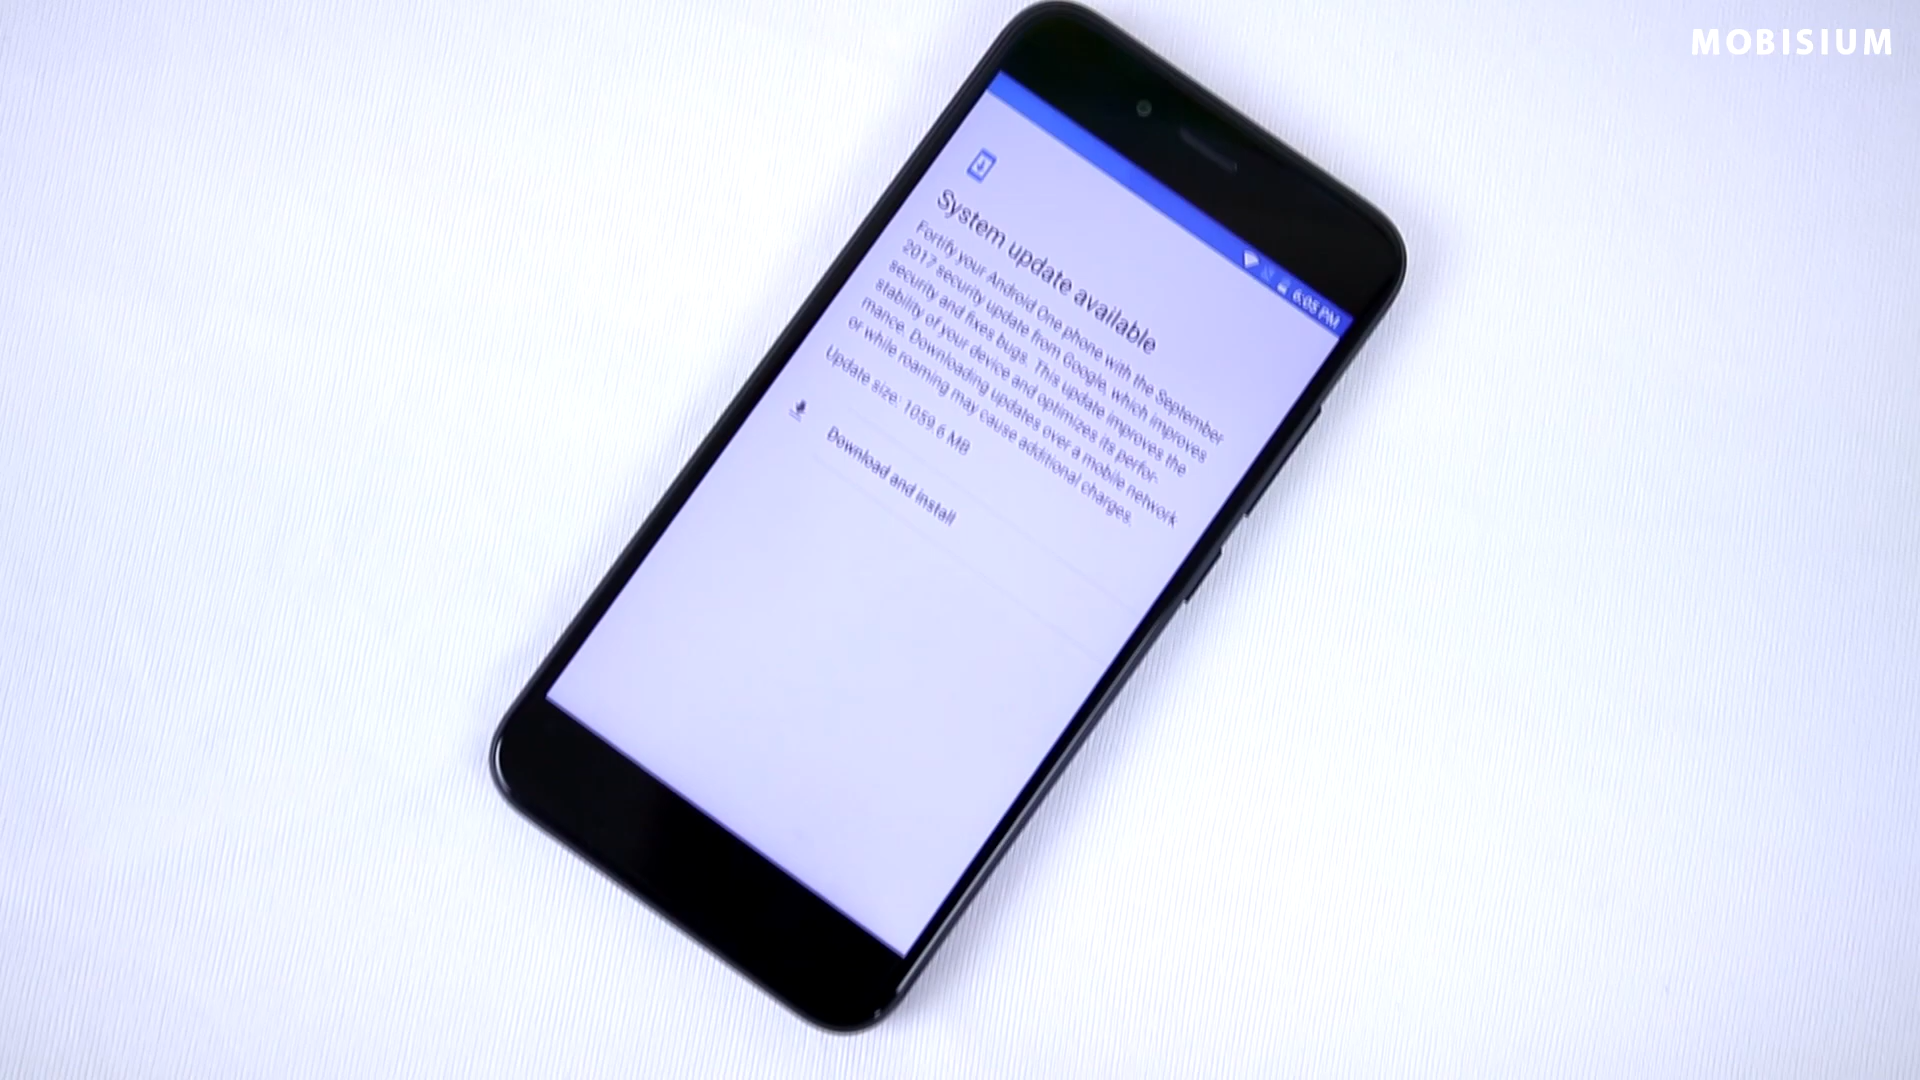 MOBISIUM
6:05 PM
System update available
Fortify your Android One phone with the September
2017 security update from Google, which improves
security and fixes bugs. This update improves the
stability of your device and optimizes its perfor-
mance. Downloading updates over a mobile network
or while roaming may cause additional charges.
Update size: 1059.6 MB
Download and install